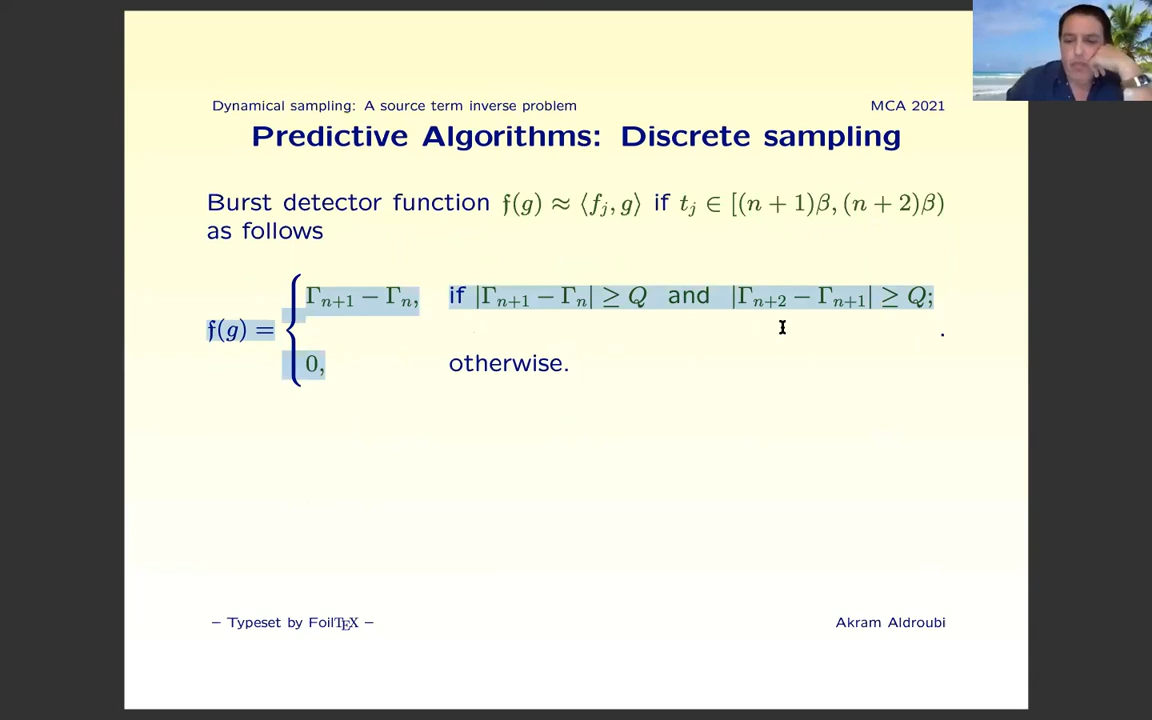 Dynamical sampling: A source term inverse problem MCA 2021
Predictive Algorithms: Discrete sampling
Burst detector function 𝔣(g) ≈ ⟨f_j, g⟩ if t_j ∈ [(n + 1)β, (n + 2)β)
as follows
Γ_{n+1} − Γ_n, if |Γ_{n+1} − Γ_n| ≥ Q and |Γ_{n+2} − Γ_{n+1}| ≥ Q;
𝔣(g) = { .
0, otherwise.
– Typeset by FoilTEX – Akram Aldroubi